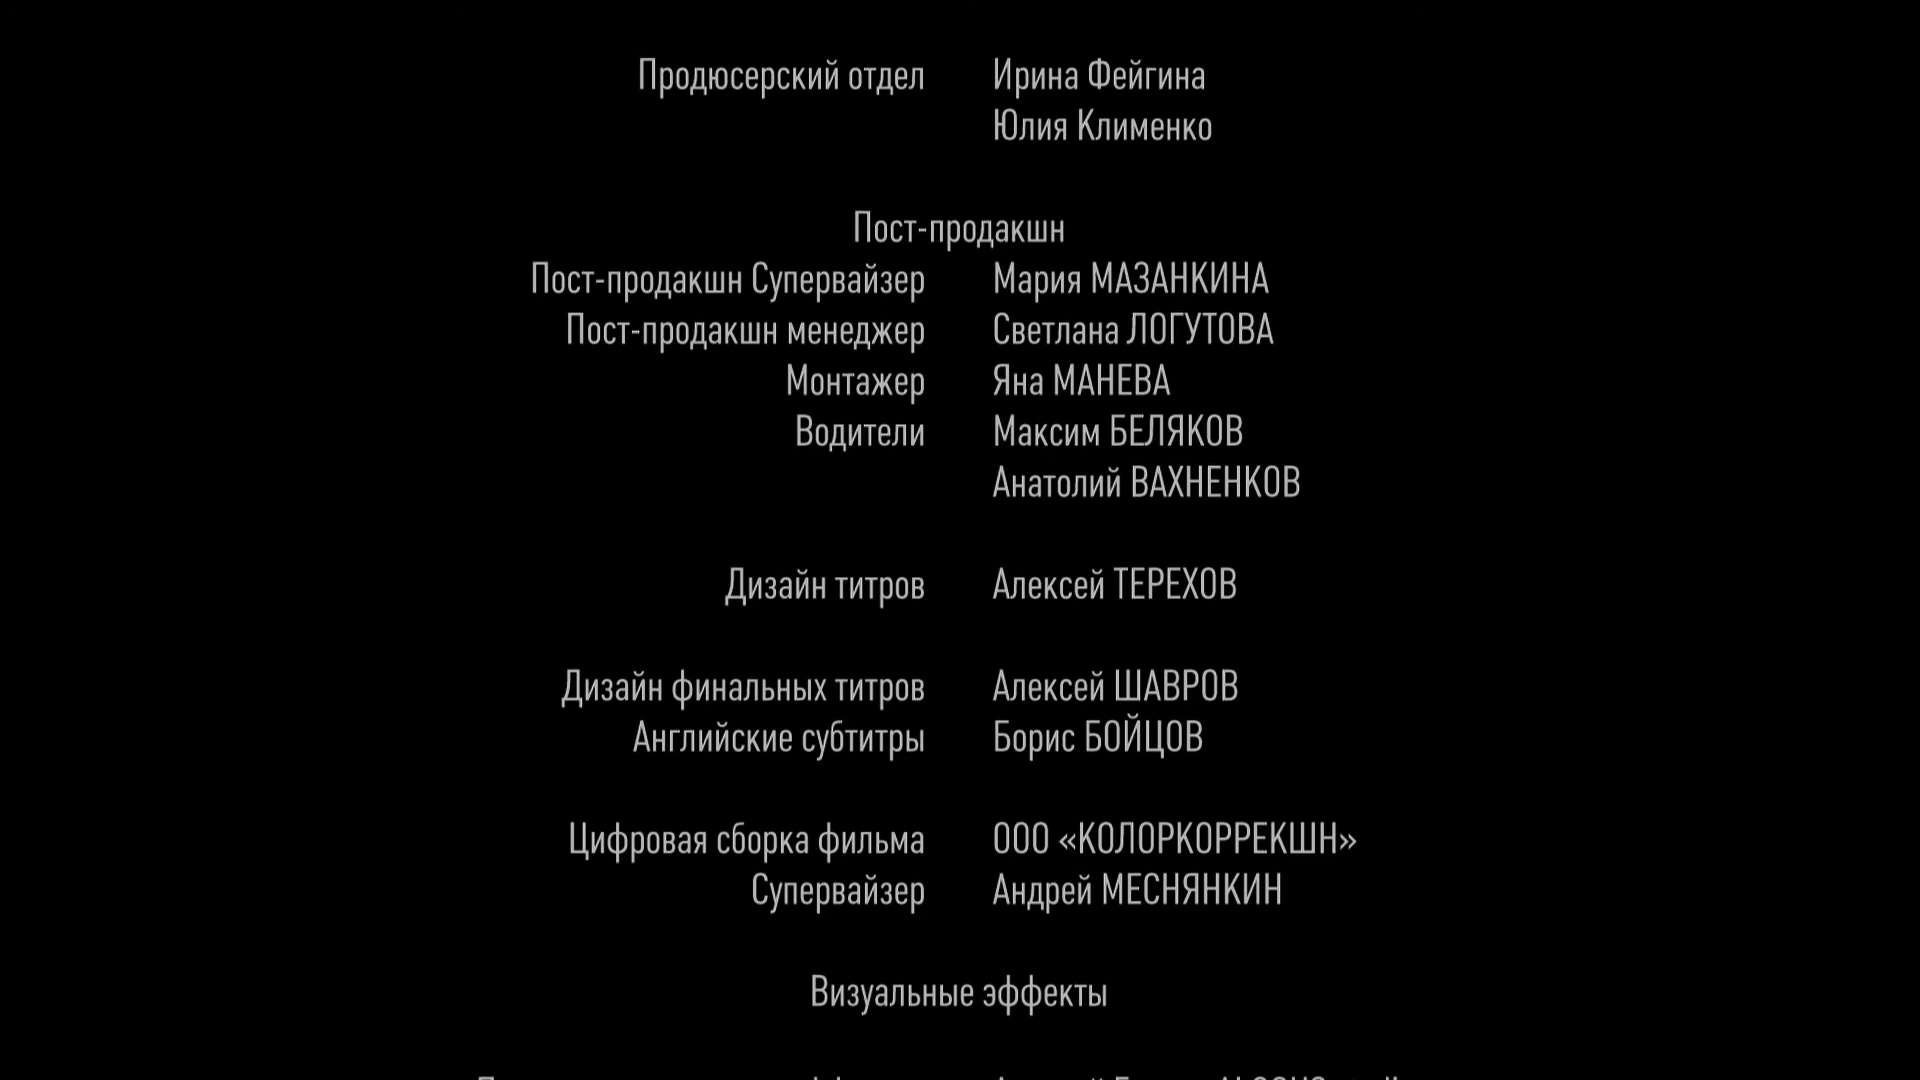 Продюсерский отдел Ирина Фейгина
Юлия Клименко
Пост-продакшн
Пост-продакшн Супервайзер Мария МАЗАНКИНА
Пост-продакшн менеджер Светлана ЛОГУТОВА
Монтажер Яна МАНЕВА
Водители Максим БЕЛЯКОВ
Анатолий ВАХНЕНКОВ
Дизайн титров Алексей ТЕРЕХОВ
Дизайн финальных титров Алексей ШАВРОВ
Английские субтитры Борис БОЙЦОВ
Цифровая сборка фильма ООО «КОЛОРКОРРЕКШН»
Супервайзер Андрей МЕСНЯНКИН
Визуальные эффекты